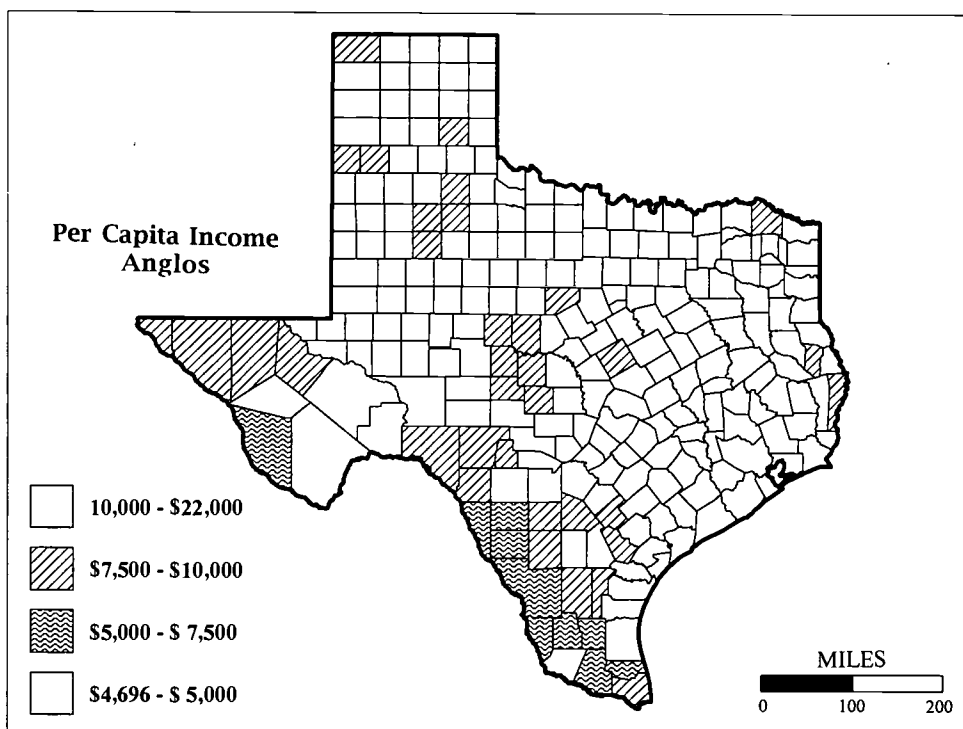 Per Capita Income
Anglos
10,000 - $22,000
$7,500 - $10,000
$5,000 - $ 7,500
$4,696 - $ 5,000
MILES
0 100 200